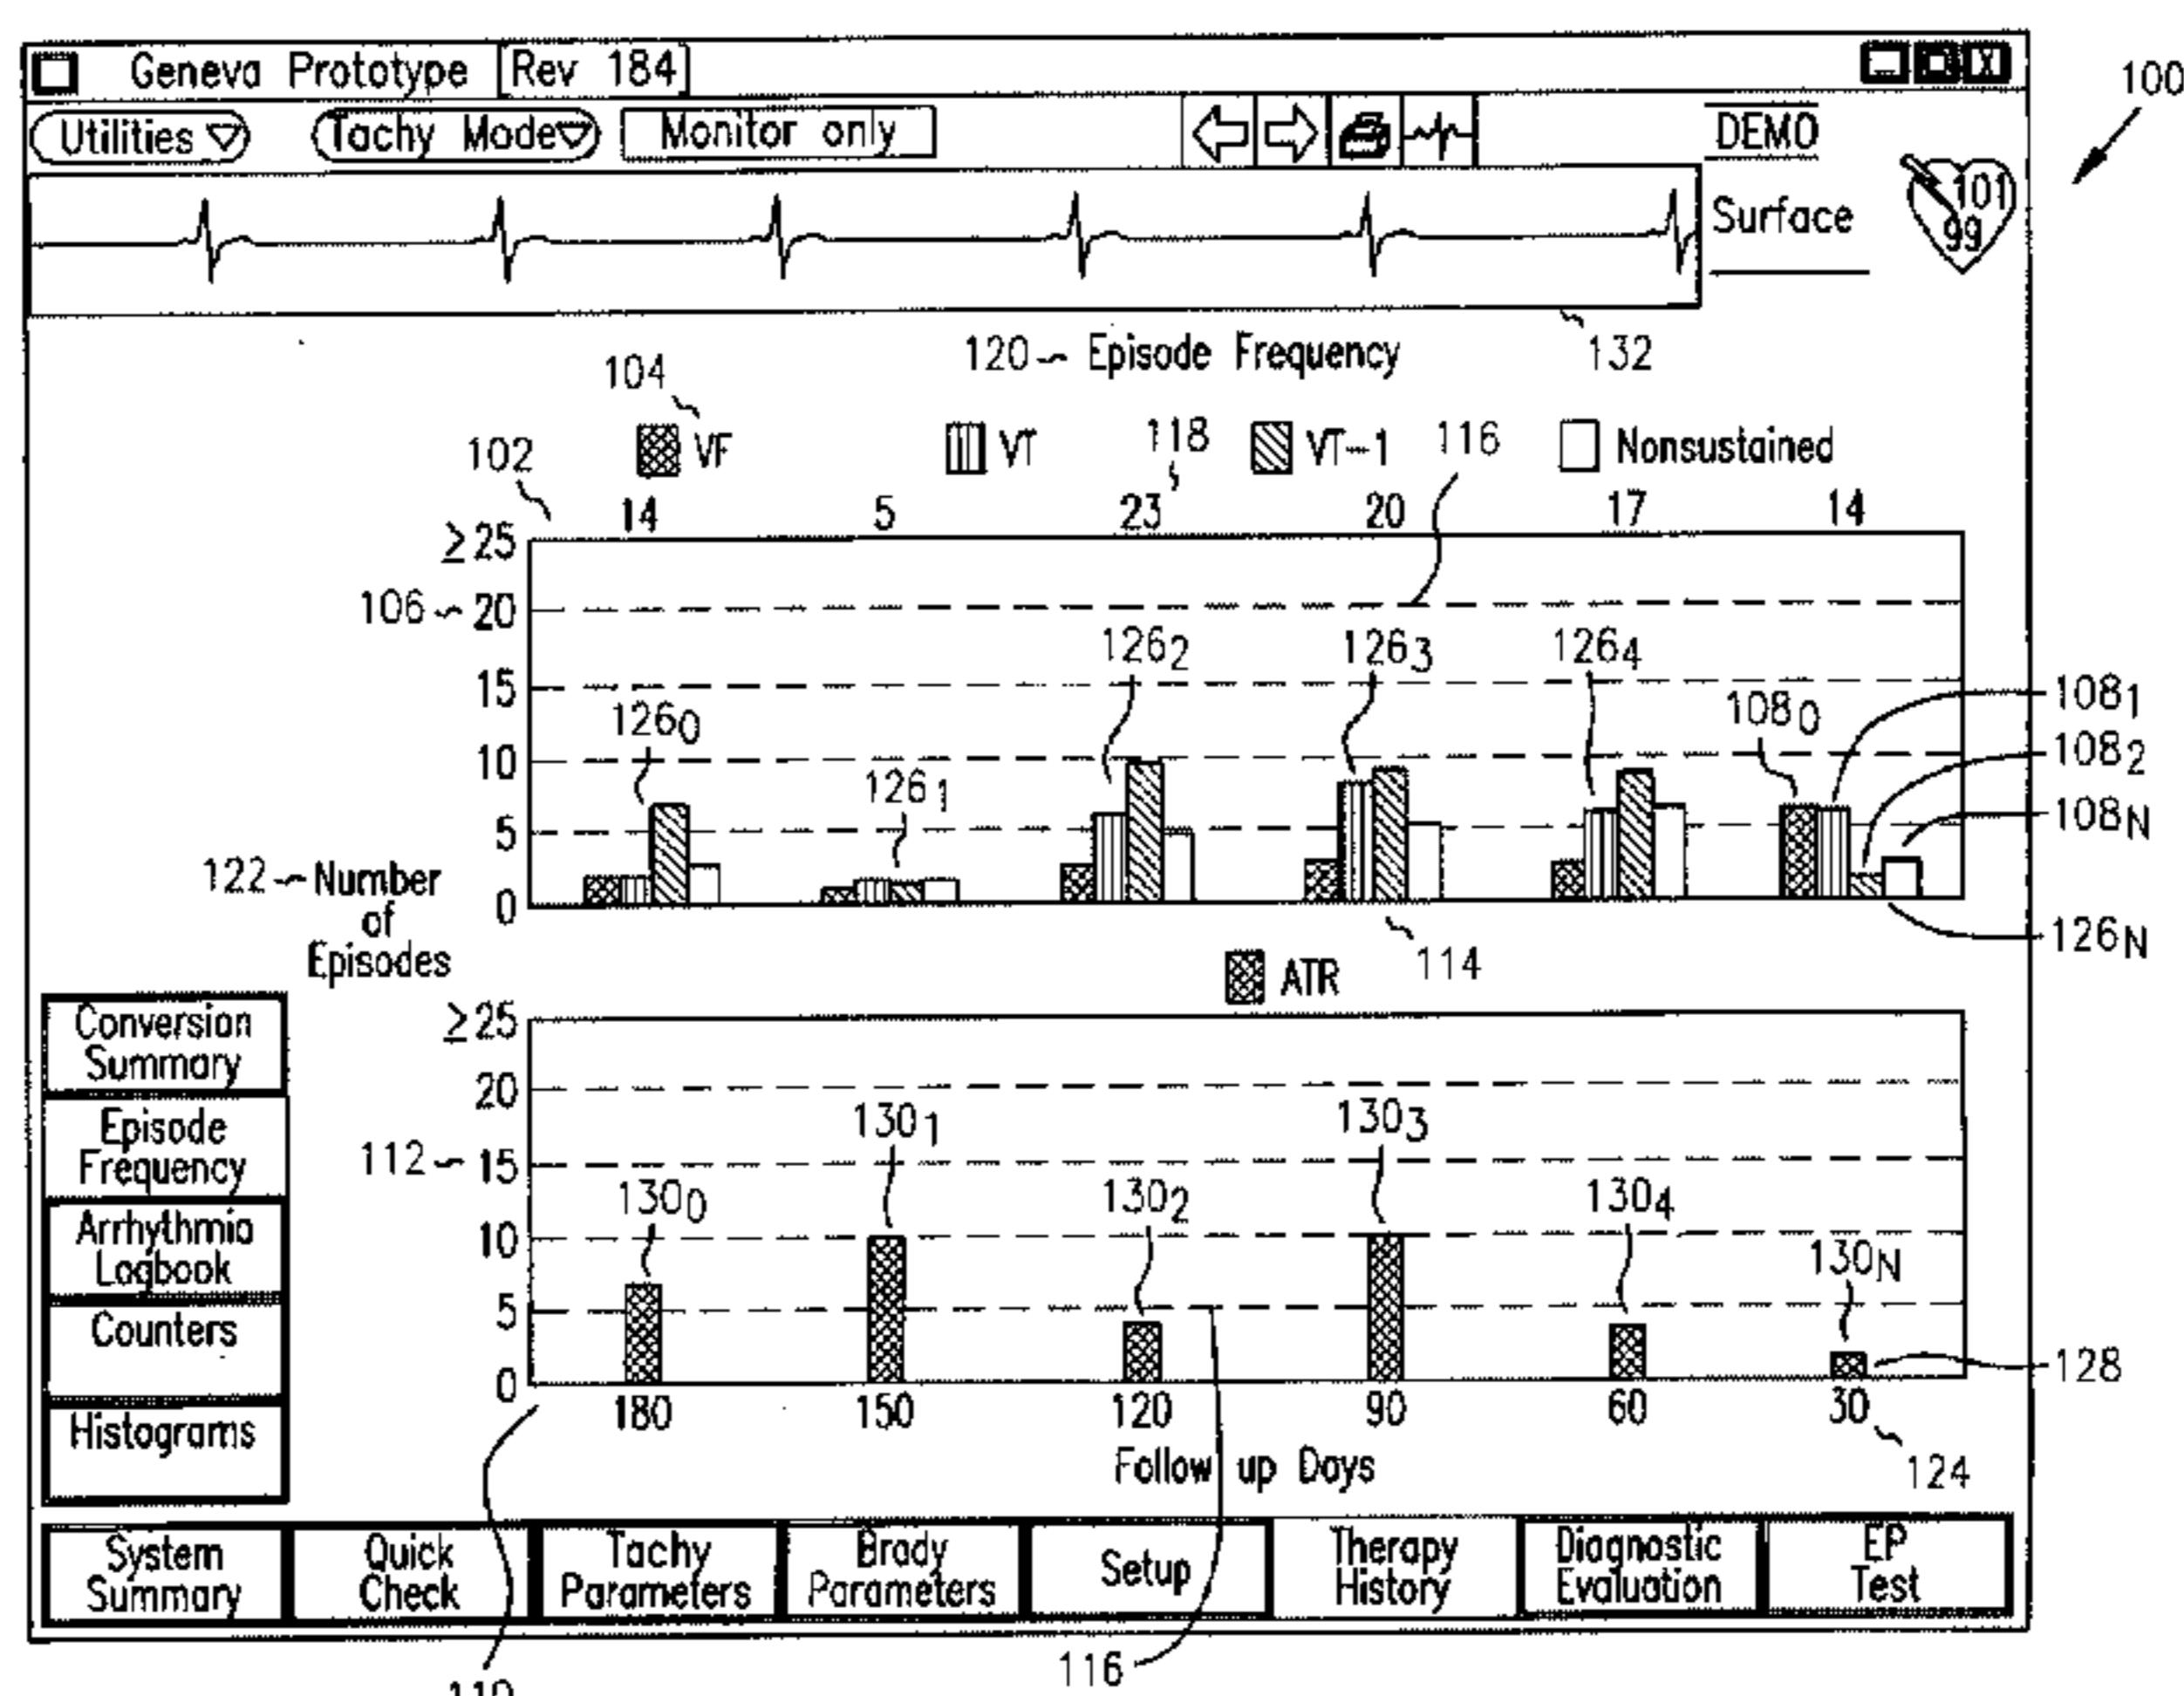 Geneva Prototype Rev 184
100
Utilities Tachy Mode Monitor only DEMO
Surface 101
99
120 Episode Frequency 132
104
102 VF VT 118 VT-1 116 Nonsustained
14 5 23 20 17 14
≥25
106 20
126₂ 126₃ 126₄
15 108₁
126₀ 108₀
10 108₂
126₁
5 108N
122 Number
of
Episodes
0
126N
114
ATR
≥25
20
130₁ 130₃
112 15
130₀ 130₂ 130₄
10
130N
5
0 128
180 150 120 90 60 30
Follow up Days 124
Conversion
Summary
Episode
Frequency
Arrhythmia
Logbook
Counters
Histograms
System
Summary
Quick
Check
Tachy
Parameters
Brady
Parameters
Setup
Therapy
History
Diagnostic
Evaluation
EP
Test
116